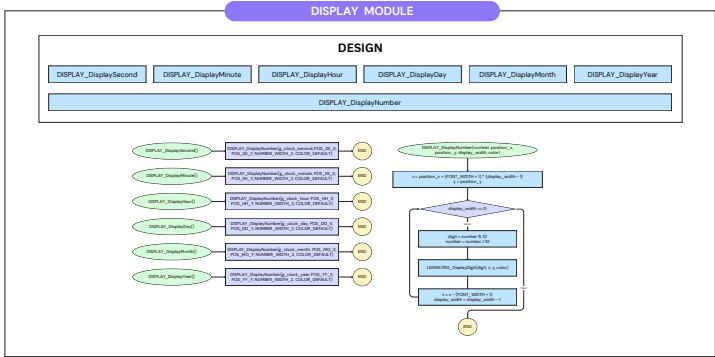 DISPLAY MODULE
DESIGN
DISPLAY_DisplaySecond
DISPLAY_DisplayMinute
DISPLAY_DisplayHour
DISPLAY_DisplayDay
DISPLAY_DisplayMonth
DISPLAY_DisplayYear
DISPLAY_DisplayNumber
DISPLAY_DisplaySecond()
DISPLAY_DisplayNumber(g_clock_second, POS_SS_X,
POS_SS_Y, NUMBER_WIDTH_2, COLOR_DEFAULT)
END
DISPLAY_DisplayMinute()
DISPLAY_DisplayNumber(g_clock_minute, POS_MI_X,
POS_MI_Y, NUMBER_WIDTH_2, COLOR_DEFAULT)
END
DISPLAY_DisplayHour()
DISPLAY_DisplayNumber(g_clock_hour, POS_HH_X,
POS_HH_Y, NUMBER_WIDTH_2, COLOR_DEFAULT)
END
DISPLAY_DisplayDay()
DISPLAY_DisplayNumber(g_clock_day, POS_DD_X,
POS_DD_Y, NUMBER_WIDTH_2, COLOR_DEFAULT)
END
DISPLAY_DisplayMonth()
DISPLAY_DisplayNumber(g_clock_month, POS_MO_X,
POS_MO_Y, NUMBER_WIDTH_2, COLOR_DEFAULT)
END
DISPLAY_DisplayYear()
DISPLAY_DisplayNumber(g_clock_year, POS_YY_X,
POS_YY_Y, NUMBER_WIDTH_2, COLOR_DEFAULT)
END
DISPLAY_DisplayNumber(number, position_x,
position_y, display_width, color)
x = position_x + (FONT_WIDTH + 1) * (display_width - 1)
y = position_y
digit = number % 10
number = number / 10
LEDMATRIX_DisplayDigit(digit, x, y, color)
x = x - (FONT_WIDTH + 1)
display_width = display_width - 1
END